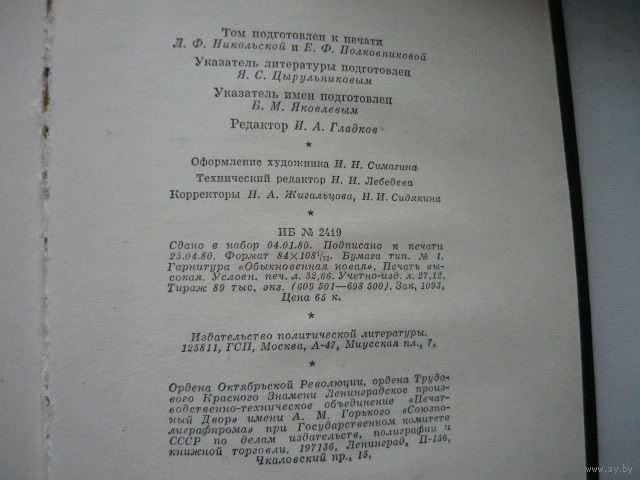 Том подготовлен к печати
Л. Ф. Никольской и Е. Ф. Полковниковой
Указатель литературы подготовлен
Я. С. Цырульниковым
Указатель имен подготовлен
Б. М. Яковлевым
Редактор И. А. Гладков
*
Оформление художника Н. Н. Симагина
Технический редактор Н. Н. Лебедева
Корректоры Н. А. Жигальцова, Н. И. Сидякина
*
ИБ № 2419
Сдано в набор 04.01.80. Подписано к печати
23.04.80. Формат 84×108¹/₃₂. Бумага тип. № 1.
Гарнитура «Обыкновенная новая». Печать вы-
сокая. Условн. печ. л. 32,66. Учетно-изд. л. 27,12.
Тираж 89 тыс. экз. (609 501—698 500). Зак. 1093.
Цена 65 к.
*
Издательство политической литературы.
125811, ГСП, Москва, А-47, Миусская пл., 7.
*
Ордена Октябрьской Революции, ордена Трудо-
вого Красного Знамени Ленинградское произ-
водственно-техническое объединение «Печат-
ный Двор» имени А. М. Горького «Союзпо-
лиграфпрома» при Государственном комитете
СССР по делам издательств, полиграфии и
книжной торговли. 197136, Ленинград, П-136,
Чкаловский пр., 15.
www.ay.by